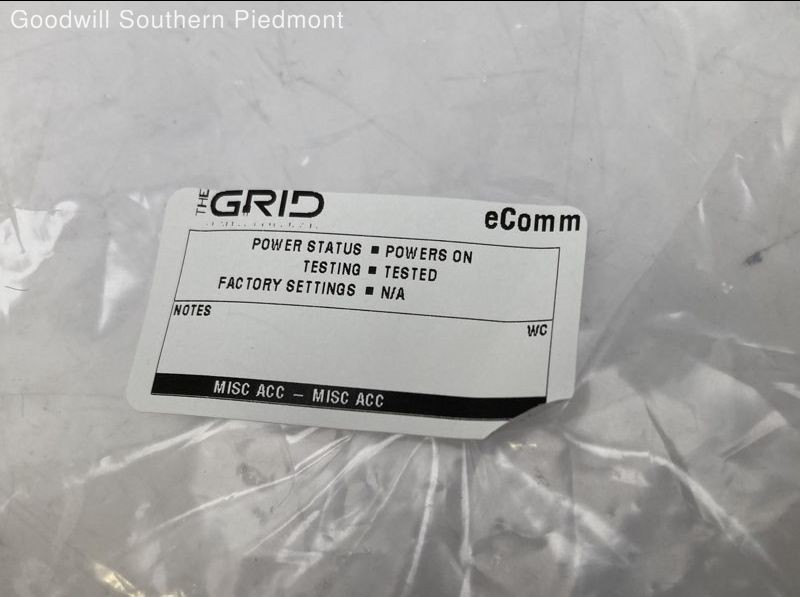 Goodwill Southern Piedmont
THE GRID
eComm
POWER STATUS ■ POWERS ON
TESTING ■ TESTED
FACTORY SETTINGS ■ N/A
NOTES
WC
MISC ACC – MISC ACC